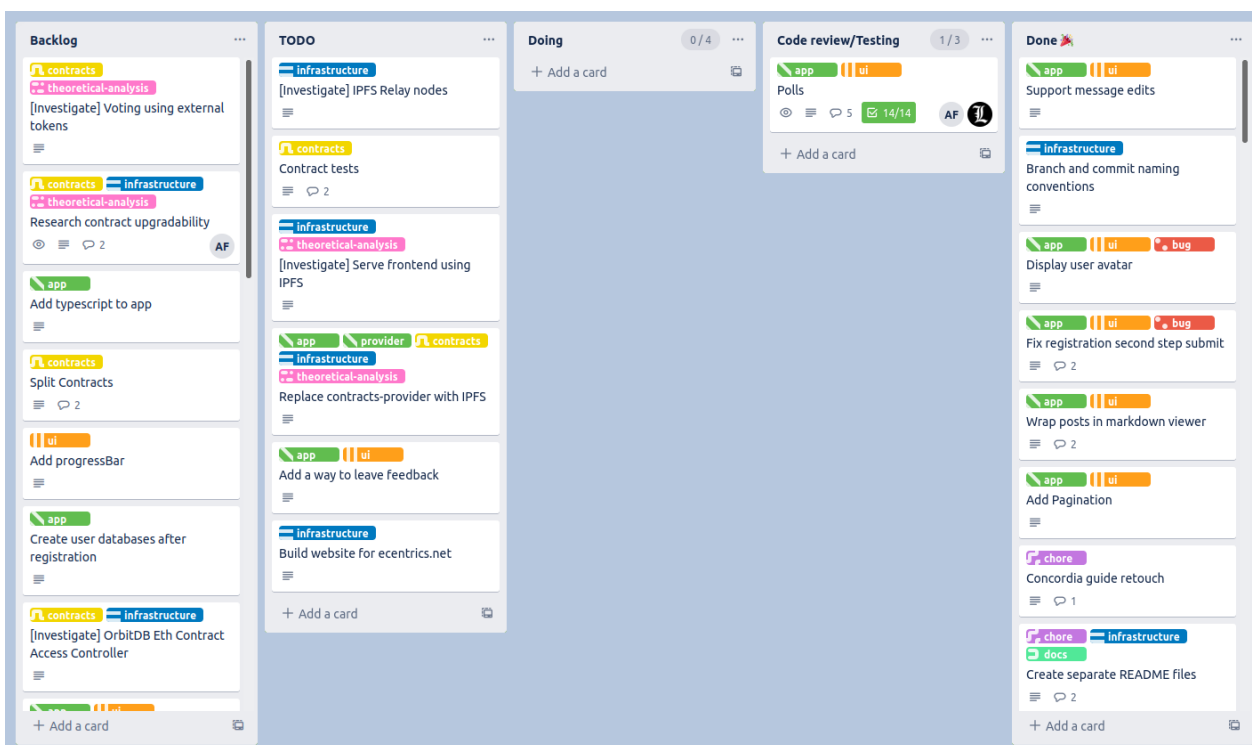 Backlog
contracts
theoretical-analysis
[Investigate] Voting using external
tokens
contracts infrastructure
theoretical-analysis
Research contract upgradability
2 AF
app
Add typescript to app
contracts
Split Contracts
2
ui
Add progressBar
app
Create user databases after
registration
contracts infrastructure
[Investigate] OrbitDB Eth Contract
Access Controller
app ui
+ Add a card
TODO
infrastructure
[Investigate] IPFS Relay nodes
contracts
Contract tests
2
infrastructure
theoretical-analysis
[Investigate] Serve frontend using
IPFS
app provider contracts
infrastructure
theoretical-analysis
Replace contracts-provider with IPFS
app ui
Add a way to leave feedback
infrastructure
Build website for ecentrics.net
+ Add a card
Doing 0/4
+ Add a card
Code review/Testing 1/3
app ui
Polls
5 14/14 AF L
+ Add a card
Done
app ui
Support message edits
infrastructure
Branch and commit naming
conventions
app ui bug
Display user avatar
app ui bug
Fix registration second step submit
2
app ui
Wrap posts in markdown viewer
2
app ui
Add Pagination
chore
Concordia guide retouch
1
chore infrastructure
docs
Create separate README files
2
+ Add a card